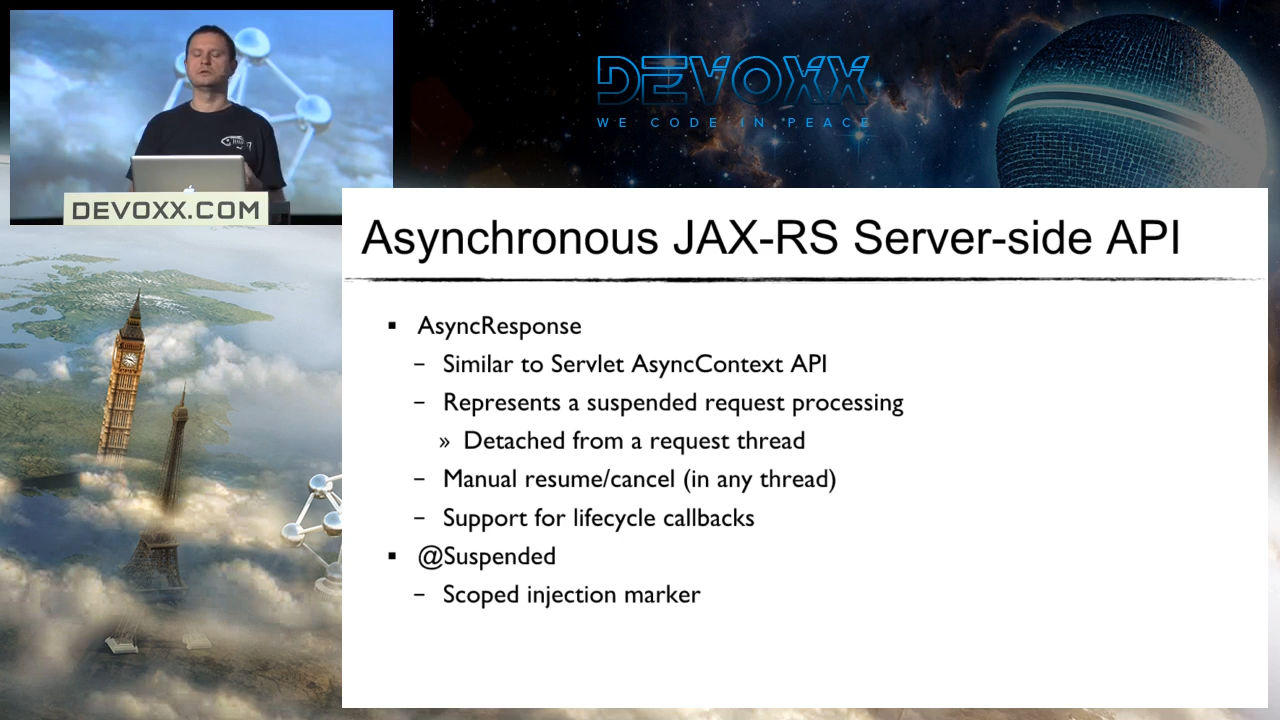 DEVOXX
WE CODE IN PEACE
DEVOXX.COM
Asynchronous JAX-RS Server-side API
▪ AsyncResponse
– Similar to Servlet AsyncContext API
– Represents a suspended request processing
» Detached from a request thread
– Manual resume/cancel (in any thread)
– Support for lifecycle callbacks
▪ @Suspended
– Scoped injection marker